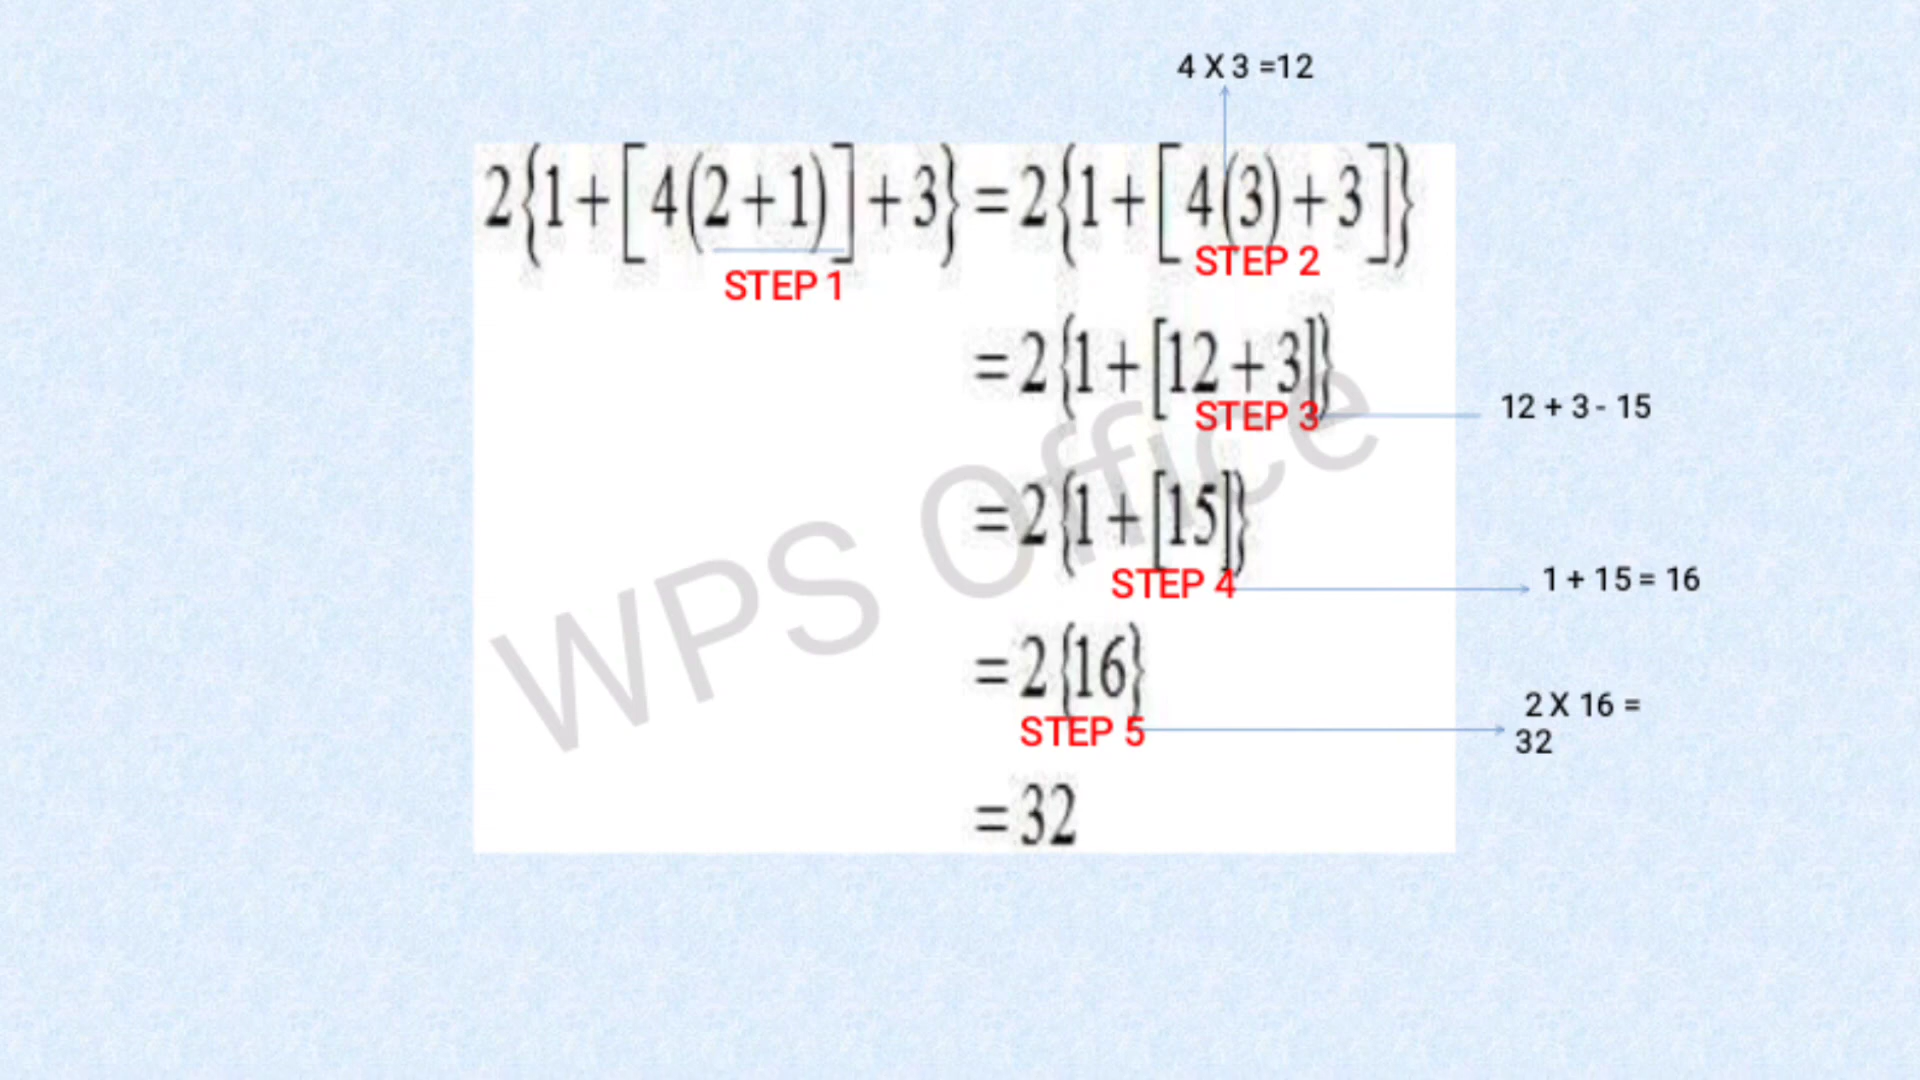 4 X 3 =12
2{1+[4(2+1)]+3}=2{1+[4(3)+3]}
STEP 1
STEP 2
=2{1+[12+3]}
STEP 3
12 + 3 - 15
=2{1+[15]}
STEP 4
1 + 15 = 16
=2{16}
STEP 5
2 X 16 =
32
=32
WPS Office